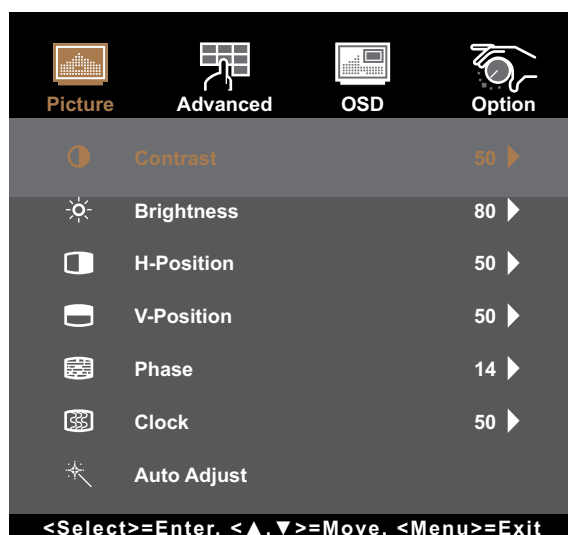 Picture Advanced OSD Option
Contrast 50
Brightness 80
H-Position 50
V-Position 50
Phase 14
Clock 50
Auto Adjust
<Select>=Enter, <▲,▼>=Move, <Menu>=Exit